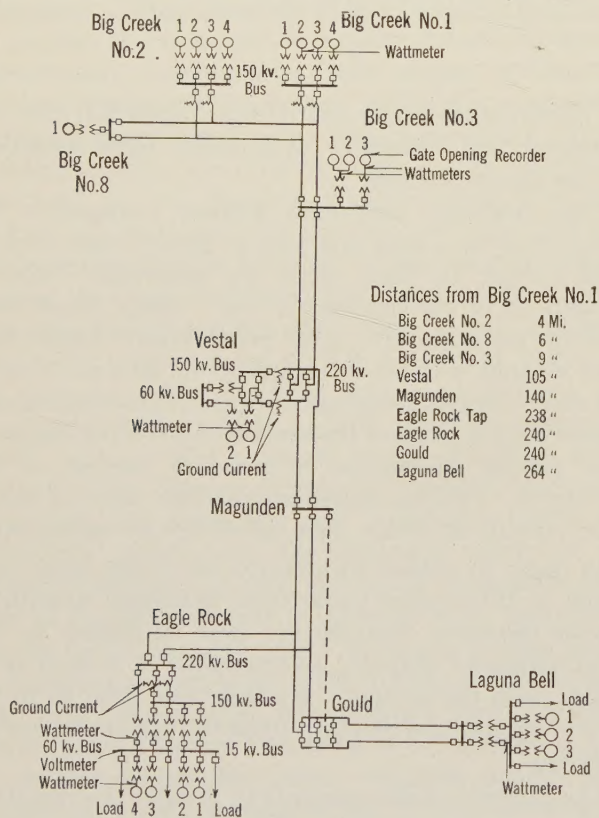 Big Creek
No:2
1 2 3 4
Big Creek
No.1
1 2 3 4
Wattmeter
150 kv.
Bus
1
Big Creek
No.8
Big Creek No.3
1 2 3
Gate Opening Recorder
Wattmeters
Distances from Big Creek No.1
Big Creek No. 2 4 Mi.
Big Creek No. 8 6 "
Big Creek No. 3 9 "
Vestal 105 "
Magunden 140 "
Eagle Rock Tap 238 "
Eagle Rock 240 "
Gould 240 "
Laguna Bell 264 "
Vestal
150 kv. Bus
220 kv.
Bus
60 kv. Bus
Wattmeter
2 1
Ground Current
Magunden
Eagle Rock
220 kv. Bus
Ground Current
150 kv. Bus
Wattmeter
60 kv. Bus
15 kv. Bus
Voltmeter
Wattmeter
Load 4 3 2 1 Load
Gould
Laguna Bell
Load
1
2
3
Load
Wattmeter